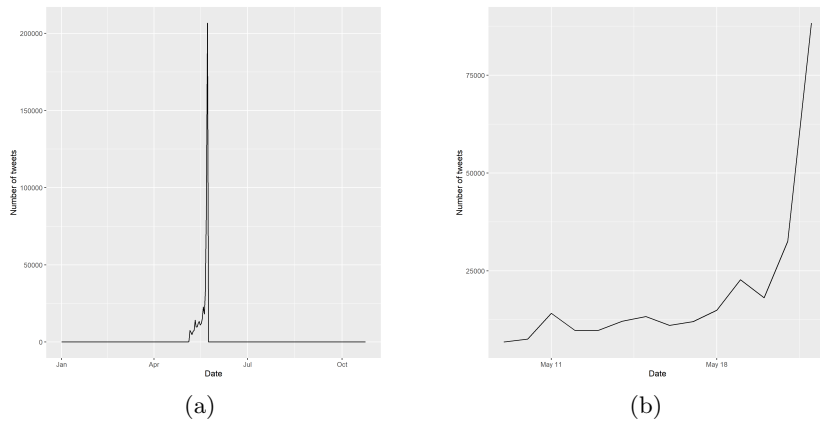 200000
150000
100000
50000
0
Number of tweets
Jan
Apr
Jul
Oct
Date
(a)
75000
50000
25000
Number of tweets
May 11
May 18
Date
(b)